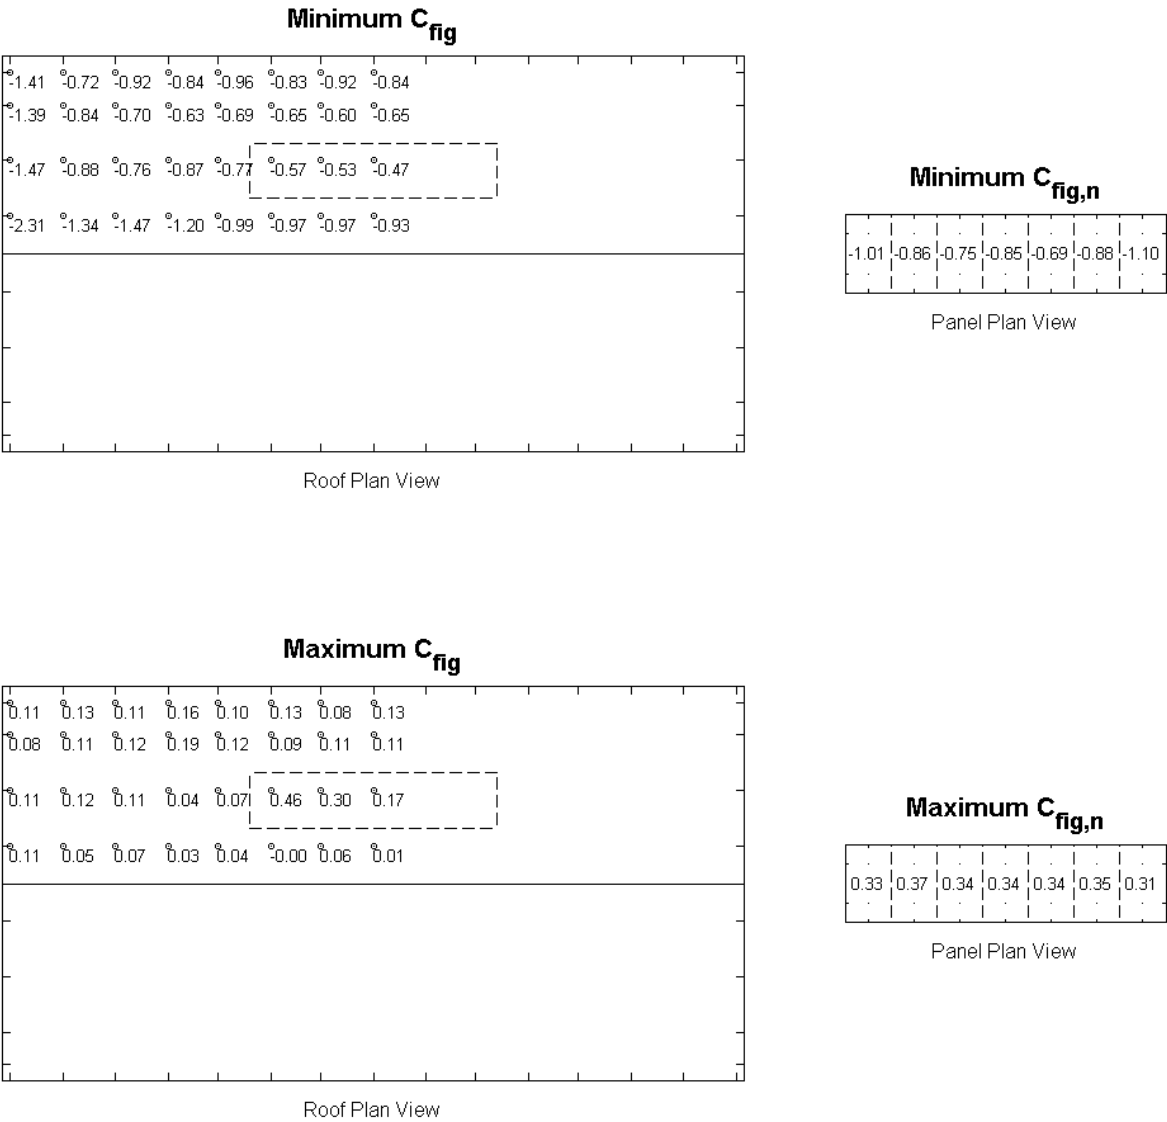 Minimum Cfig
-1.41 -0.72 -0.92 -0.84 -0.96 -0.83 -0.92 -0.84
-1.39 -0.84 -0.70 -0.63 -0.69 -0.65 -0.60 -0.65
-1.47 -0.88 -0.76 -0.87 -0.77 -0.57 -0.53 -0.47
-2.31 -1.34 -1.47 -1.20 -0.99 -0.97 -0.97 -0.93
Roof Plan View
Minimum Cfig,n
-1.01 -0.86 -0.75 -0.85 -0.69 -0.88 -1.10
Panel Plan View
Maximum Cfig
0.11 0.13 0.11 0.16 0.10 0.13 0.08 0.13
0.08 0.11 0.12 0.19 0.12 0.09 0.11 0.11
0.11 0.12 0.11 0.04 0.07 0.46 0.30 0.17
0.11 0.05 0.07 0.03 0.04 -0.00 0.06 0.01
Roof Plan View
Maximum Cfig,n
0.33 0.37 0.34 0.34 0.34 0.35 0.31
Panel Plan View